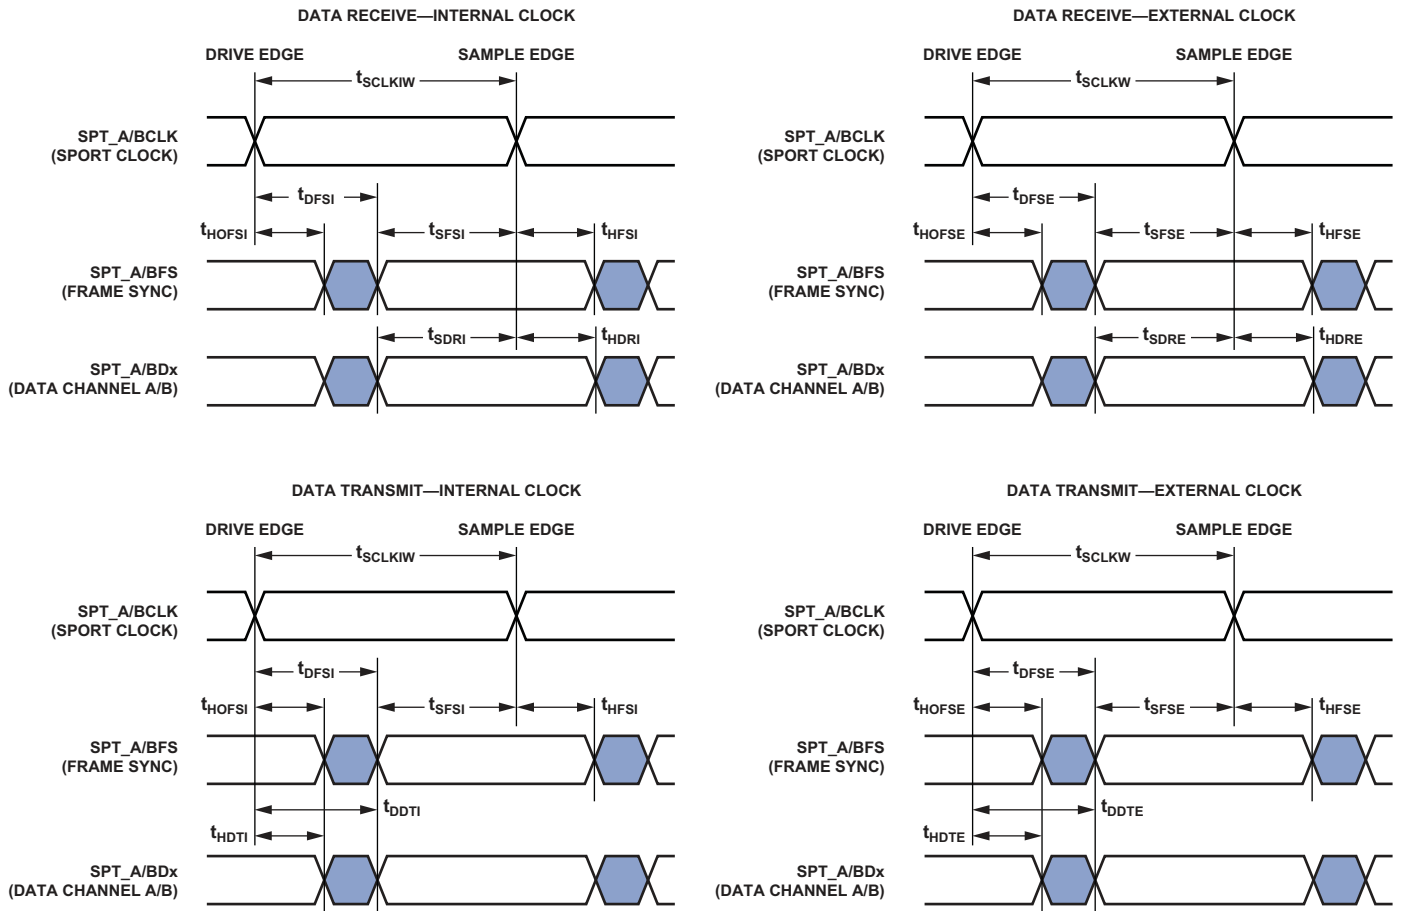 DATA RECEIVE—INTERNAL CLOCK
DRIVE EDGE
SAMPLE EDGE
tSCLKIW
SPT_A/BCLK
(SPORT CLOCK)
tDFSI
tHOFSI
tSFSI
tHFSI
SPT_A/BFS
(FRAME SYNC)
tSDRI
tHDRI
SPT_A/BDx
(DATA CHANNEL A/B)
DATA RECEIVE—EXTERNAL CLOCK
DRIVE EDGE
SAMPLE EDGE
tSCLKW
SPT_A/BCLK
(SPORT CLOCK)
tDFSE
tHOFSE
tSFSE
tHFSE
SPT_A/BFS
(FRAME SYNC)
tSDRE
tHDRE
SPT_A/BDx
(DATA CHANNEL A/B)
DATA TRANSMIT—INTERNAL CLOCK
DRIVE EDGE
SAMPLE EDGE
tSCLKIW
SPT_A/BCLK
(SPORT CLOCK)
tDFSI
tHOFSI
tSFSI
tHFSI
SPT_A/BFS
(FRAME SYNC)
tDDTI
tHDTI
SPT_A/BDx
(DATA CHANNEL A/B)
DATA TRANSMIT—EXTERNAL CLOCK
DRIVE EDGE
SAMPLE EDGE
tSCLKW
SPT_A/BCLK
(SPORT CLOCK)
tDFSE
tHOFSE
tSFSE
tHFSE
SPT_A/BFS
(FRAME SYNC)
tDDTE
tHDTE
SPT_A/BDx
(DATA CHANNEL A/B)